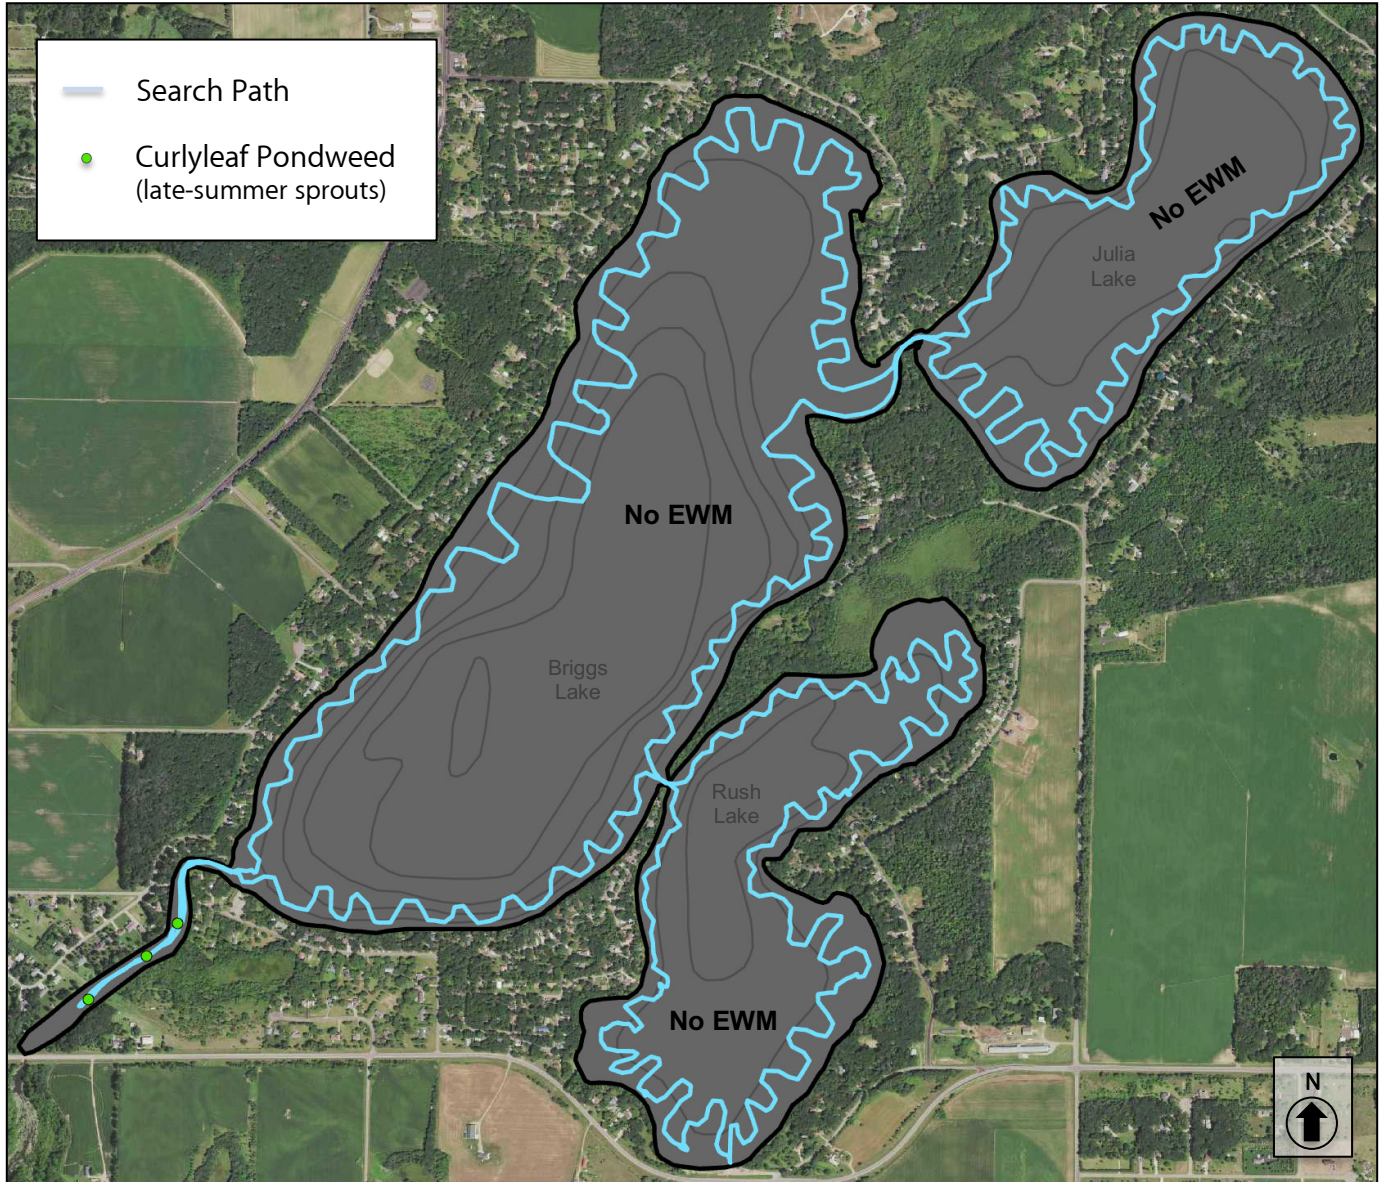 Search Path
Curlyleaf Pondweed
(late-summer sprouts)
No EWM
Julia
Lake
No EWM
Briggs
Lake
Rush
Lake
No EWM
N